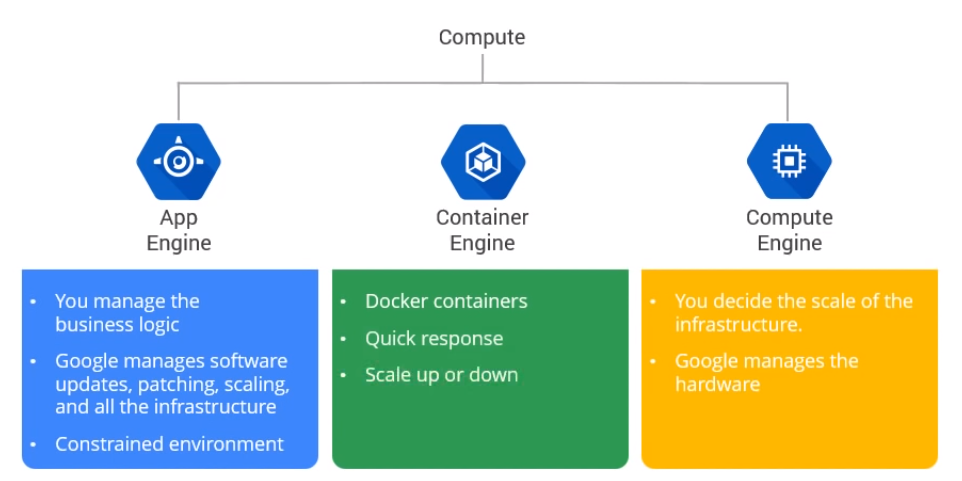 Compute
App
Engine
Container
Engine
Compute
Engine
• You manage the
business logic
• Google manages software
updates, patching, scaling,
and all the infrastructure
• Constrained environment
• Docker containers
• Quick response
• Scale up or down
• You decide the scale of the
infrastructure.
• Google manages the
hardware